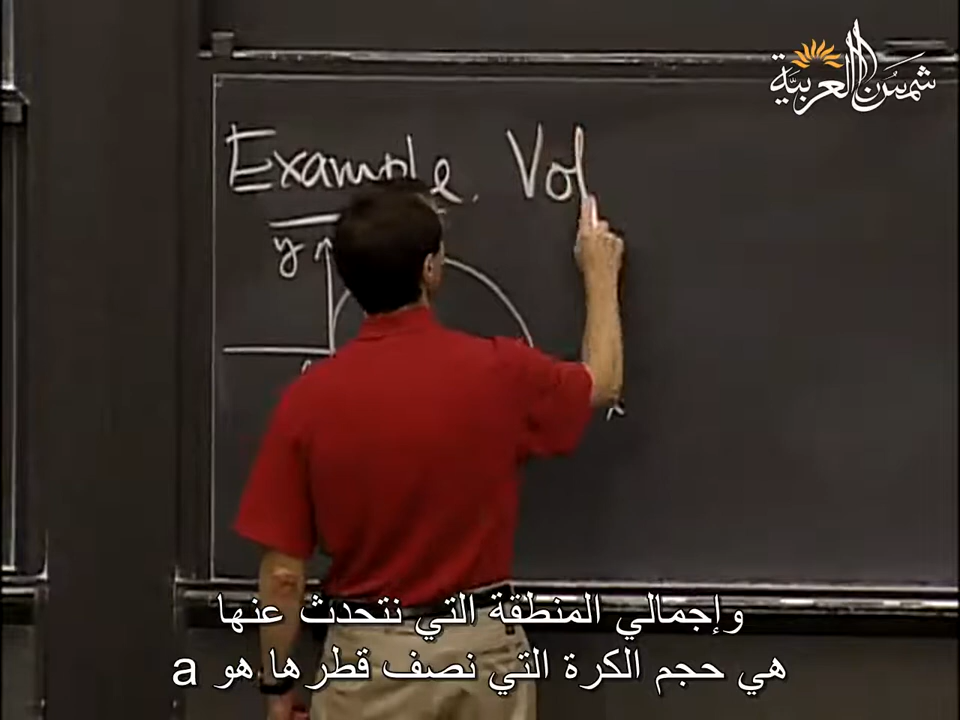 شمس العربية
Example. Vol
y
وإجمالي المنطقة التي نتحدث عنها
هي حجم الكرة التي نصف قطرها هو a